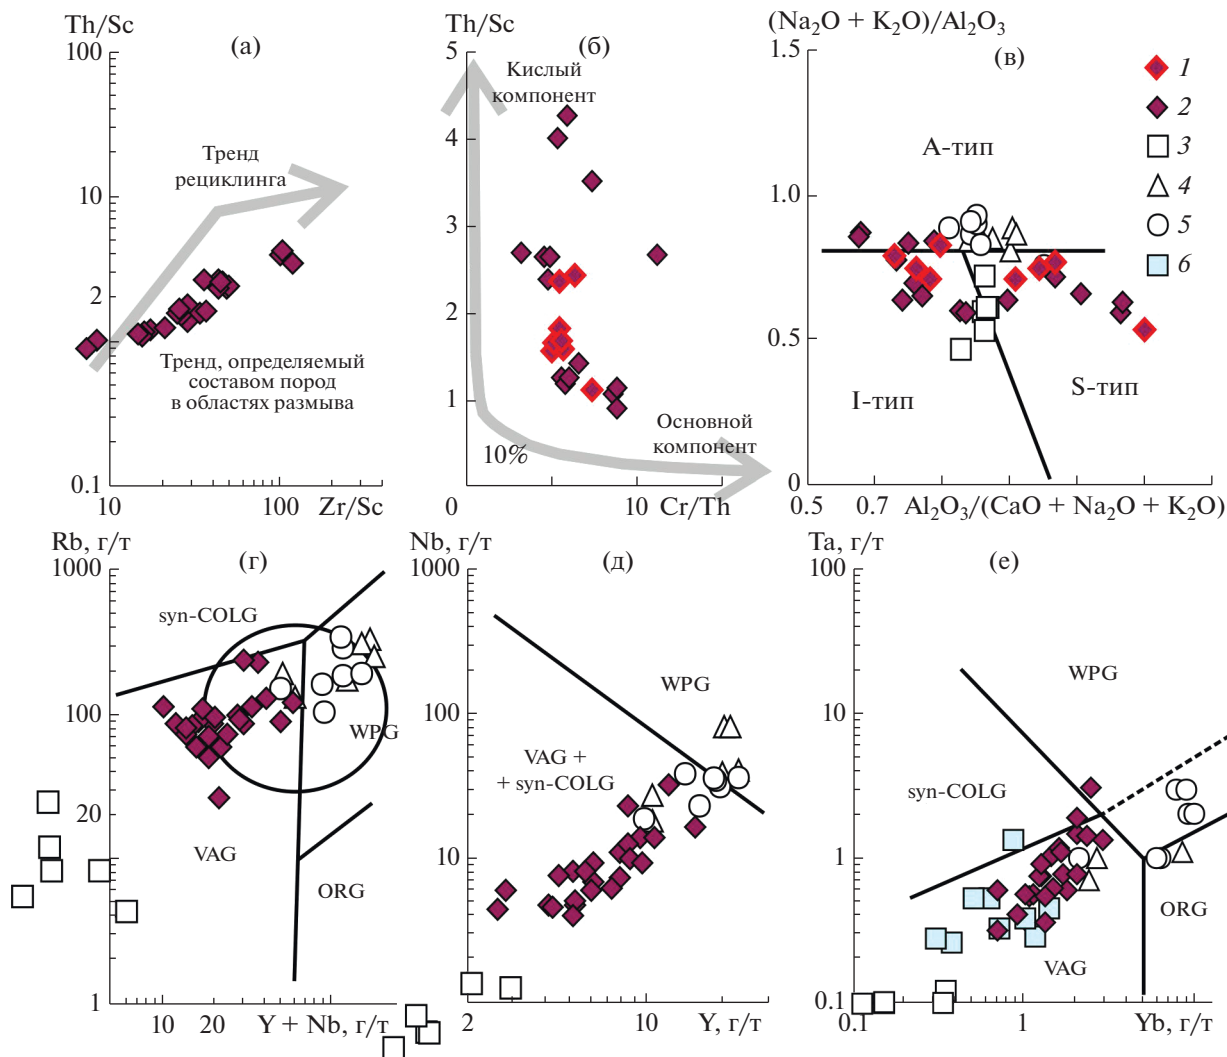 Th/Sc
100
(а)
10
2
1
0.1
Тренд
рециклинга
Тренд, определяемый
составом пород
в областях размыва
10
100
Zr/Sc
Th/Sc
5
(б)
4
3
2
1
Кислый
компонент
Основной
компонент
10%
0
10
Cr/Th
(Na₂O + K₂O)/Al₂O₃
1.5
(в)
1.0
0.5
0
А-тип
I-тип
S-тип
1
2
3
4
5
6
0.5
0.7
Al₂O₃/(CaO + Na₂O + K₂O)
Rb, г/т
1000
(г)
100
20
10
1
syn-COLG
WPG
VAG
ORG
10
20
Y + Nb, г/т
Nb, г/т
1000
(д)
100
20
10
WPG
VAG +
+ syn-COLG
2
10
Y, г/т
Ta, г/т
100
(е)
10
1
0.1
WPG
syn-COLG
ORG
VAG
0.1
1
Yb, г/т